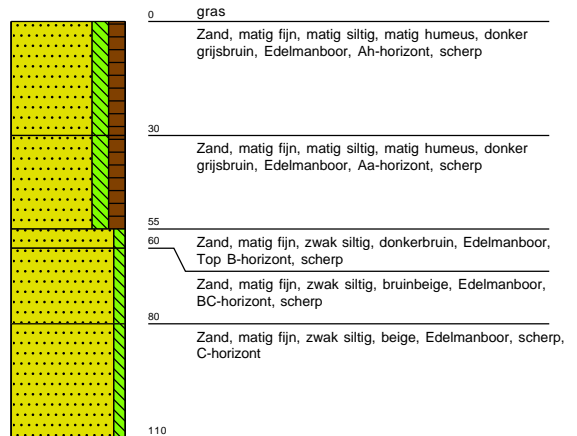 0
gras
Zand, matig fijn, matig siltig, matig humeus, donker
grijsbruin, Edelmanboor, Ah-horizont, scherp
30
Zand, matig fijn, matig siltig, matig humeus, donker
grijsbruin, Edelmanboor, Aa-horizont, scherp
55
Zand, matig fijn, zwak siltig, donkerbruin, Edelmanboor,
Top B-horizont, scherp
60
Zand, matig fijn, zwak siltig, bruinbeige, Edelmanboor,
BC-horizont, scherp
80
Zand, matig fijn, zwak siltig, beige, Edelmanboor, scherp,
C-horizont
110